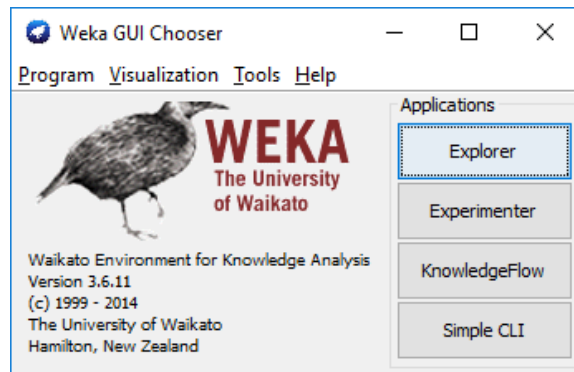 Weka GUI Chooser
Program Visualization Tools Help
WEKA
The University
of Waikato
Waikato Environment for Knowledge Analysis
Version 3.6.11
(c) 1999 - 2014
The University of Waikato
Hamilton, New Zealand
Applications
Explorer
Experimenter
KnowledgeFlow
Simple CLI